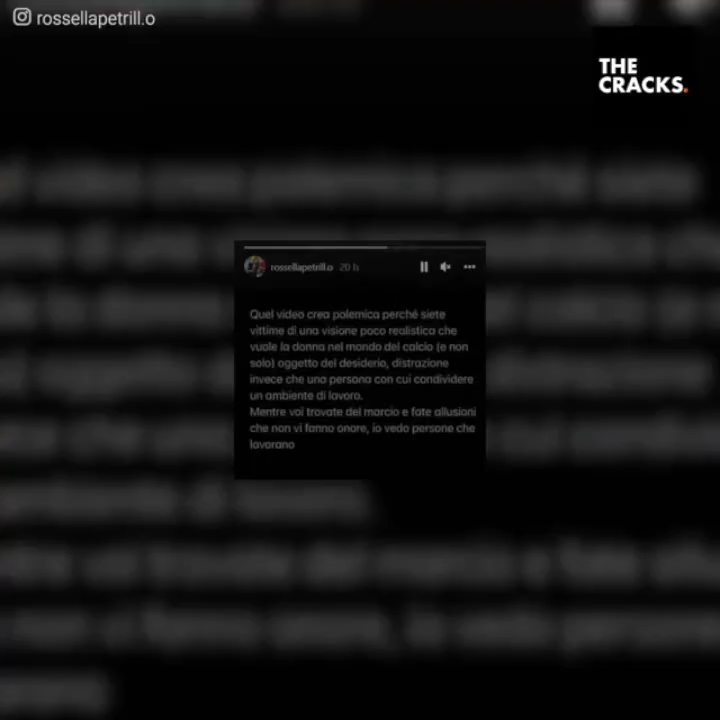 rossellapetrill.o
THE
CRACKS.
rossellapetrill.o 20 h
Quel video crea polemica perché siete
vittime di una visione poco realistica che
vuole la donna nel mondo del calcio (e non
solo) oggetto del desiderio, distrazione
invece che una persona con cui condividere
un ambiente di lavoro.
Mentre voi trovate del marcio e fate allusioni
che non vi fanno onore, io vedo persone che
lavorano